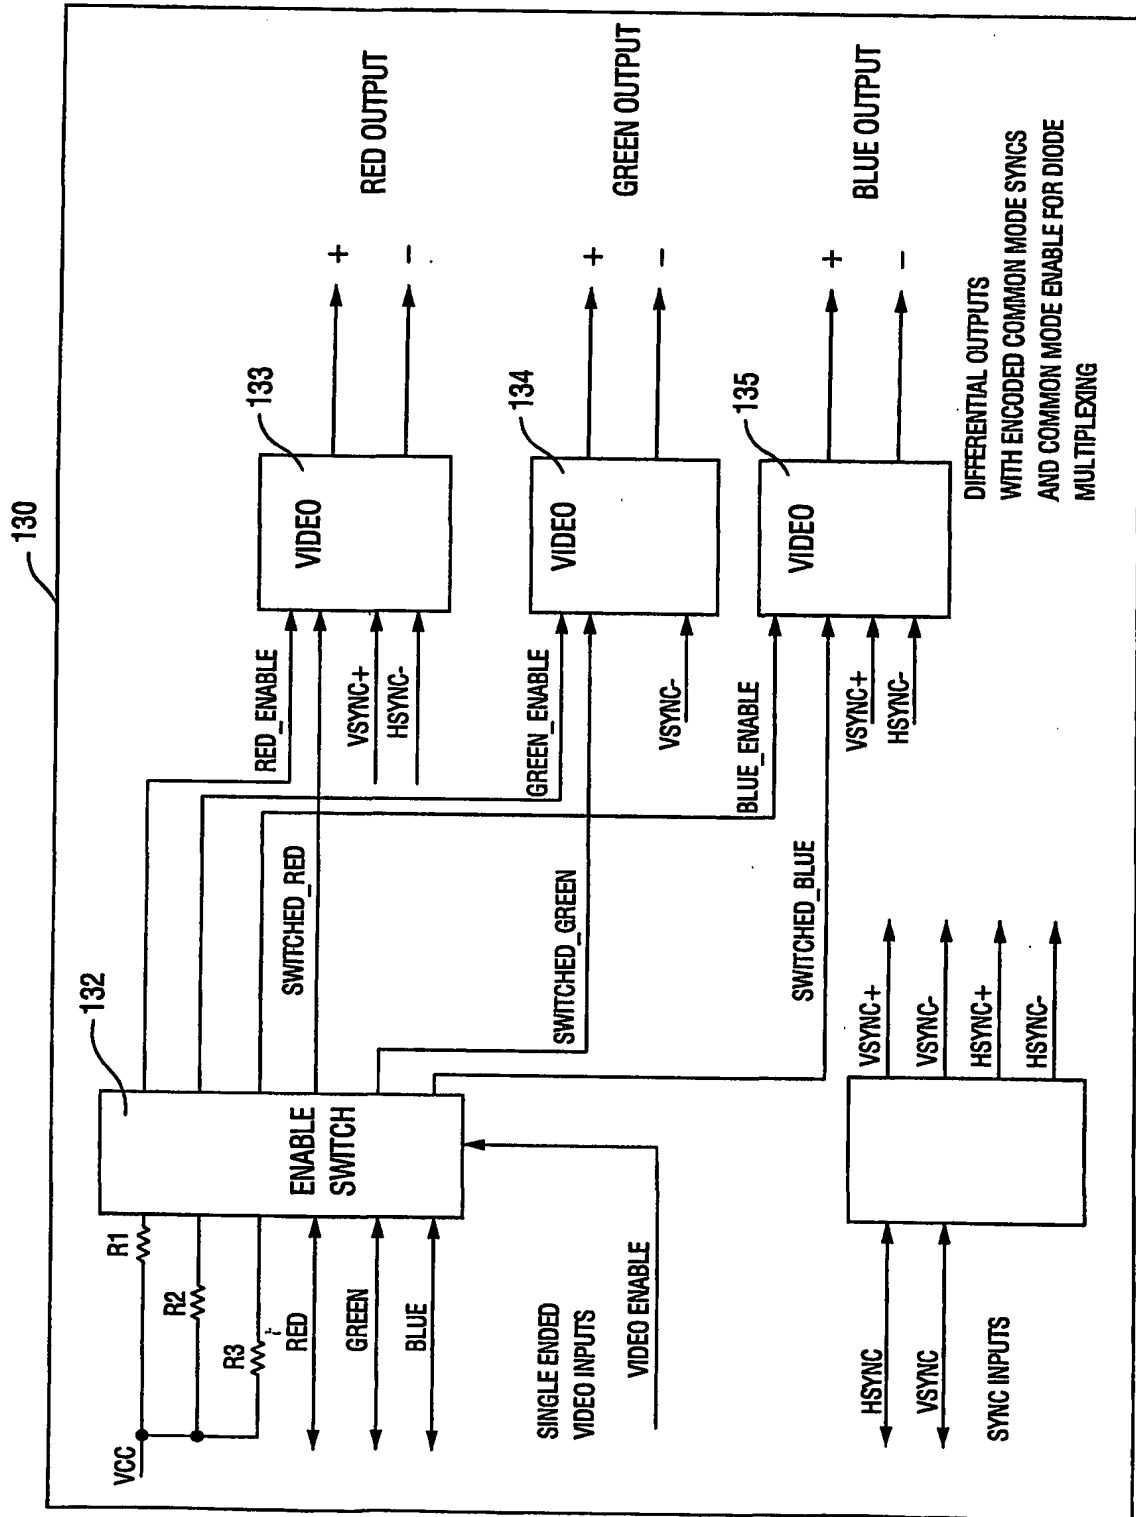 130
132
133
134
135
VCC
R1
R2
R3
RED
GREEN
BLUE
ENABLE
SWITCH
SINGLE ENDED
VIDEO INPUTS
VIDEO ENABLE
RED_ENABLE
SWITCHED_RED
VSYNC+
HSYNC-
VIDEO
+
-
RED OUTPUT
GREEN_ENABLE
SWITCHED_GREEN
VSYNC-
VIDEO
+
-
GREEN OUTPUT
BLUE_ENABLE
SWITCHED_BLUE
VSYNC+
HSYNC-
VIDEO
+
-
BLUE OUTPUT
HSYNC
VSYNC
SYNC INPUTS
VSYNC+
VSYNC-
HSYNC+
HSYNC-
DIFFERENTIAL OUTPUTS
WITH ENCODED COMMON MODE SYNCS
AND COMMON MODE ENABLE FOR DIODE
MULTIPLEXING